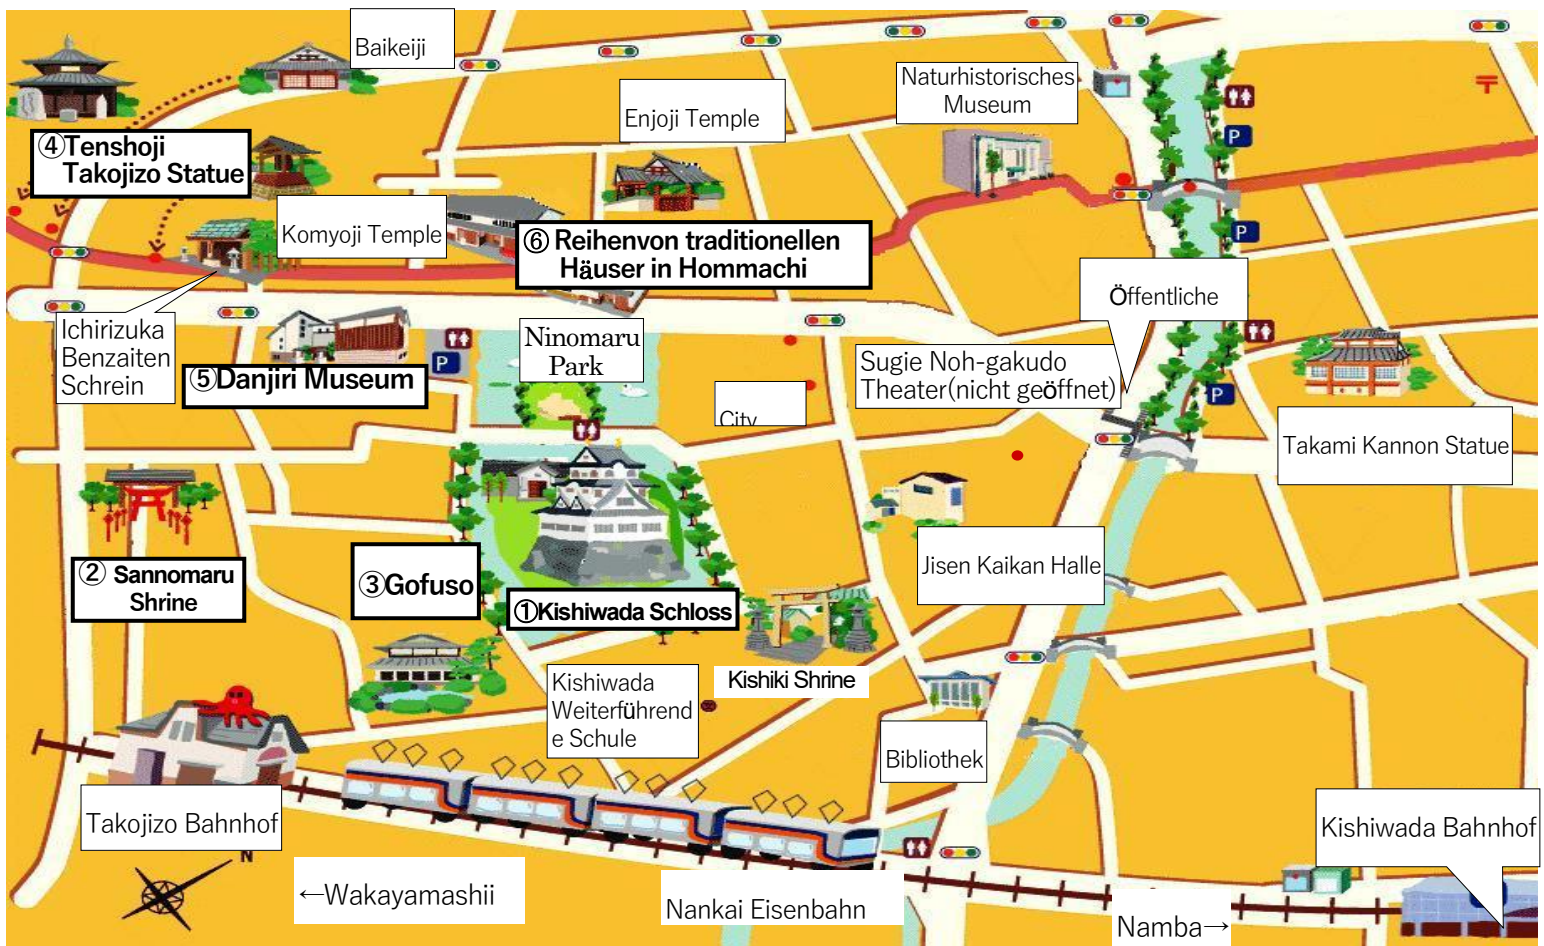 Baikeiji
Naturhistorisches
Museum
Enjoji Temple
④Tenshoji
Takojizo Statue
P
Komyoji Temple
⑥ Reihenvon traditionellen
Häuser in Hommachi
P
Öffentliche
Ichirizuka
Benzaiten
Schrein
Ninomaru
Park
P
⑤Danjiri Museum
Sugie Noh-gakudo
Theater(nicht geöffnet)
P
City
Takami Kannon Statue
② Sannomaru
Shrine
③Gofuso
①Kishiwada Schloss
Jisen Kaikan Halle
Kishiki Shrine
Kishiwada
Weiterführend
e Schule
Bibliothek
Takojizo Bahnhof
Kishiwada Bahnhof
N
←Wakayamashii
Nankai Eisenbahn
Namba→